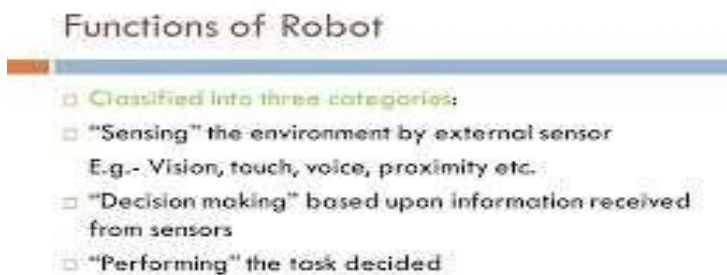 Functions of Robot
Classified into three categories:
"Sensing" the environment by external sensor
E.g.- Vision, touch, voice, proximity etc.
"Decision making" based upon information received
from sensors
"Performing" the task decided